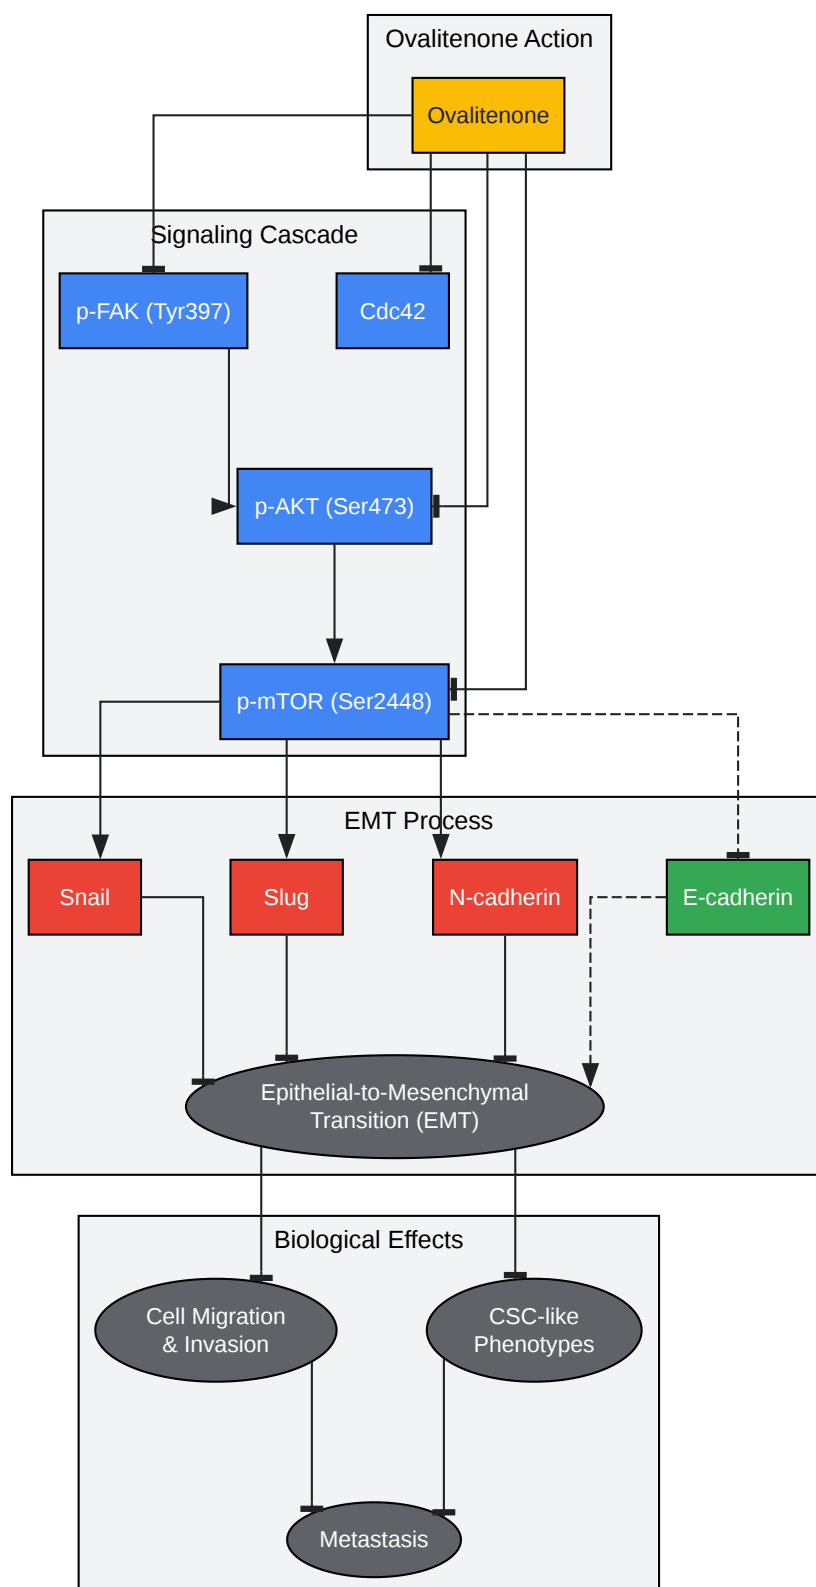 Ovalitenone Action
Ovalitenone
Signaling Cascade
p-FAK (Tyr397)
Cdc42
p-AKT (Ser473)
p-mTOR (Ser2448)
EMT Process
Snail
Slug
N-cadherin
E-cadherin
Epithelial-to-Mesenchymal
Transition (EMT)
Biological Effects
Cell Migration
& Invasion
CSC-like
Phenotypes
Metastasis